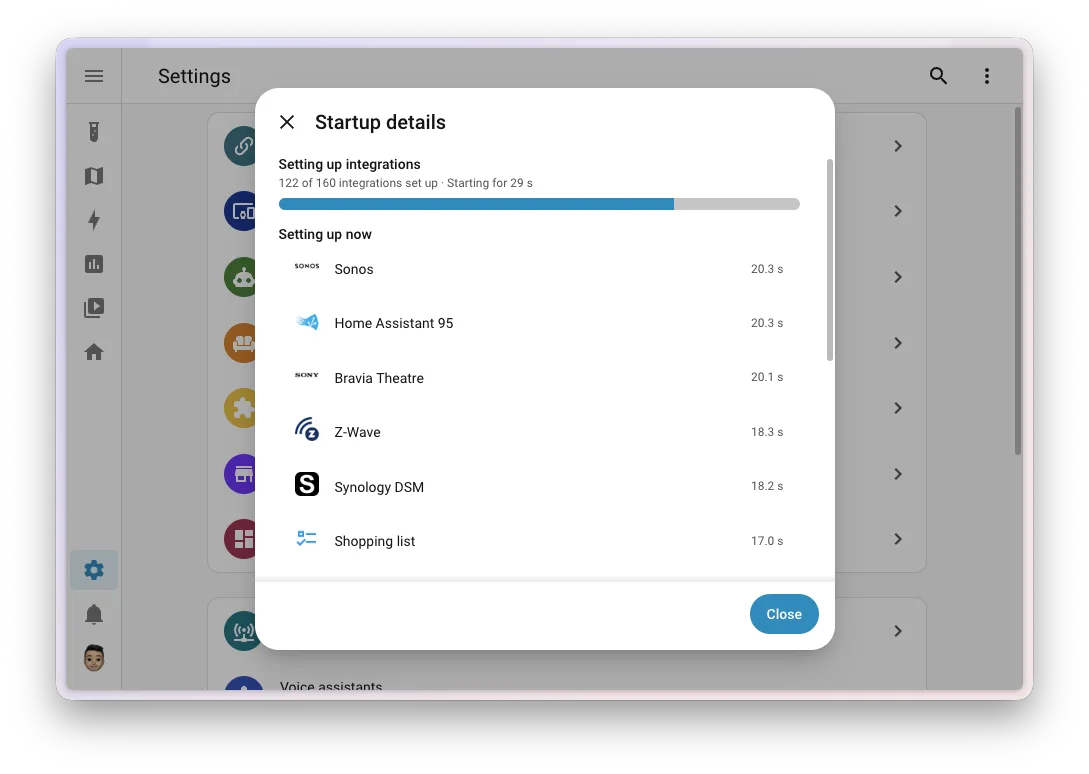 Settings
Startup details
Setting up integrations
122 of 160 integrations set up · Starting for 29 s
Setting up now
SONOS Sonos 20.3 s
Home Assistant 95 20.3 s
SONY Bravia Theatre 20.1 s
Z-Wave 18.3 s
S Synology DSM 18.2 s
Shopping list 17.0 s
Close
Voice assistants